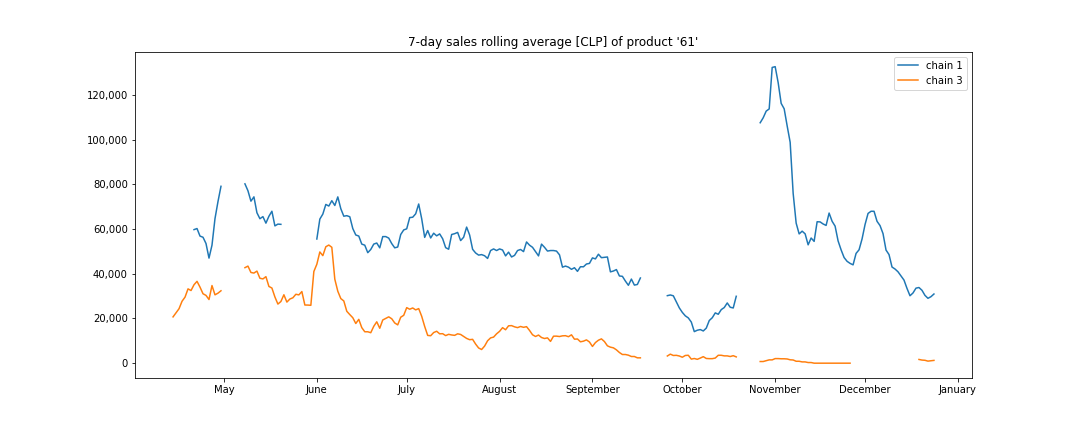 7-day sales rolling average [CLP] of product '61'
chain 1
chain 3
120,000
100,000
80,000
60,000
40,000
20,000
0
May June July August September October November December January